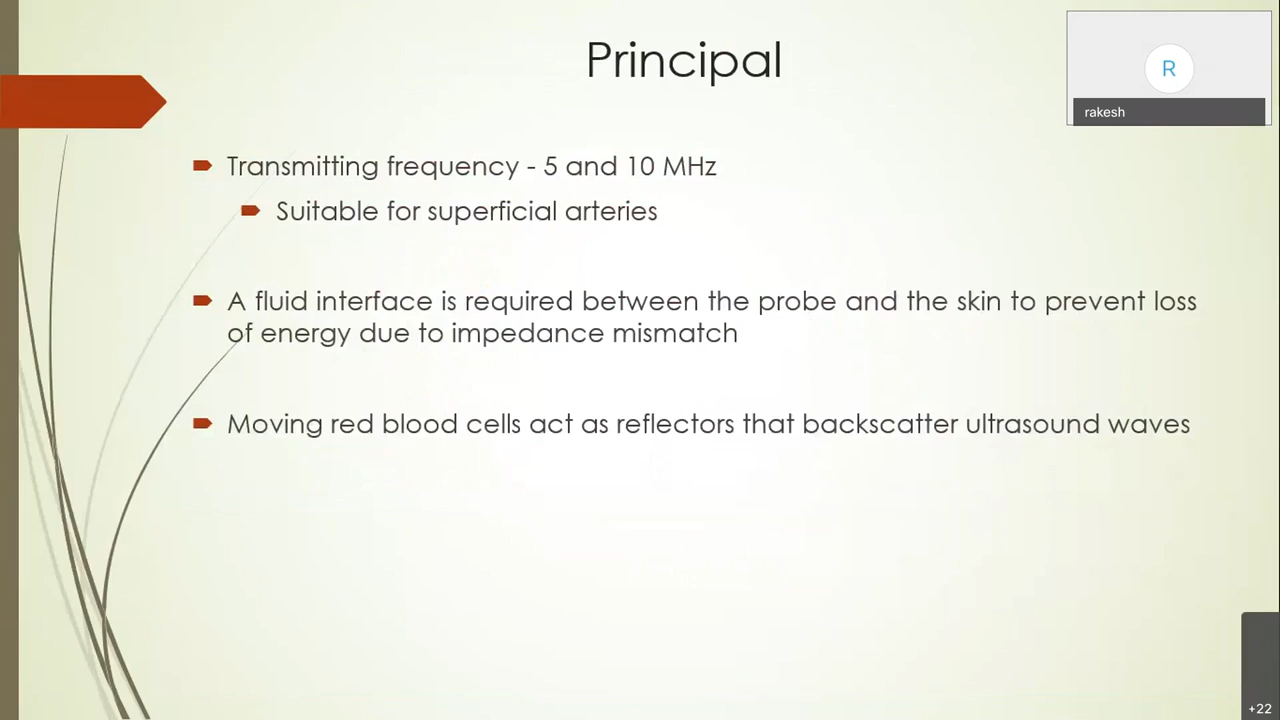 Principal
R
rakesh
Transmitting frequency - 5 and 10 MHz
Suitable for superficial arteries
A fluid interface is required between the probe and the skin to prevent loss
of energy due to impedance mismatch
Moving red blood cells act as reflectors that backscatter ultrasound waves
+22